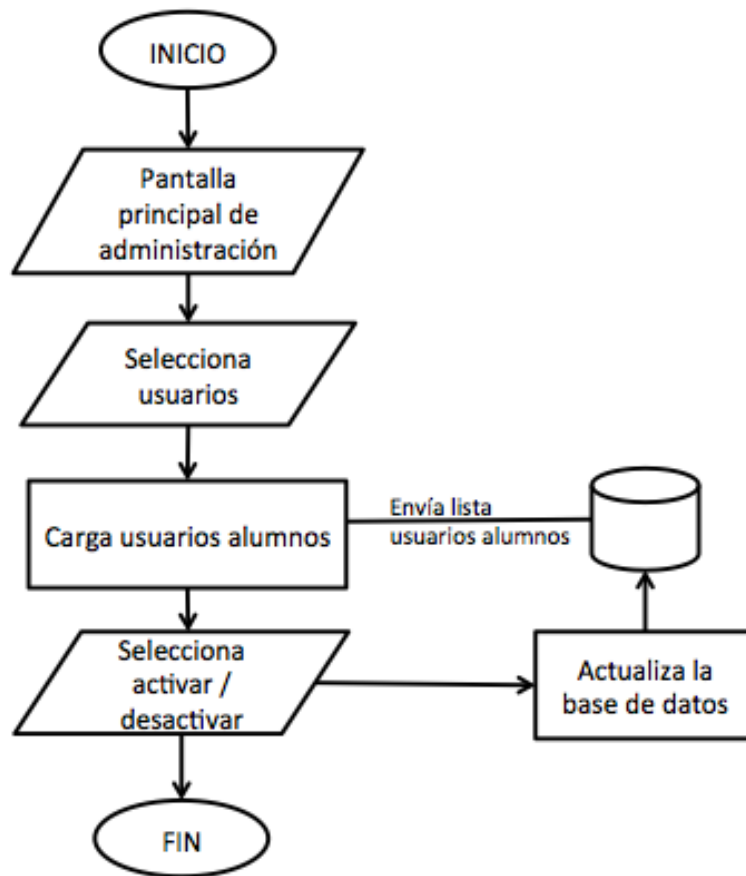 INICIO
Pantalla
principal de
administración
Selecciona
usuarios
Carga usuarios alumnos
Envía lista
usuarios alumnos
Selecciona
activar /
desactivar
Actualiza la
base de datos
FIN